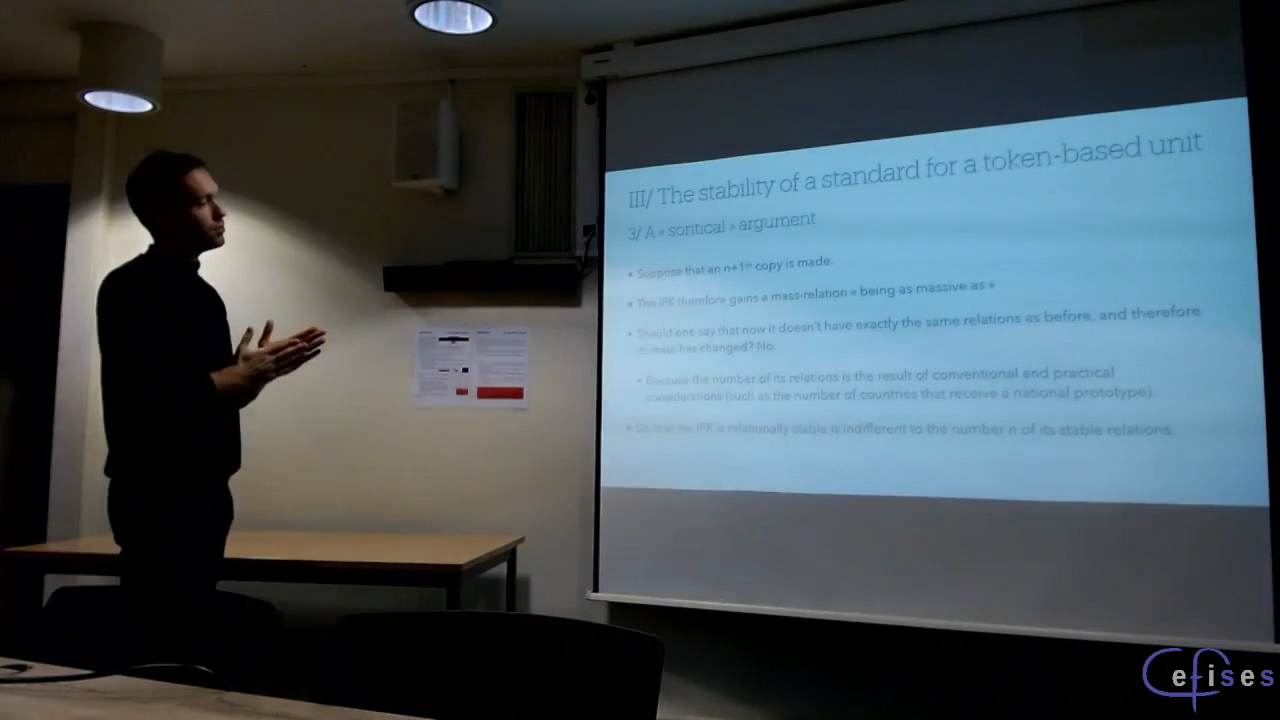 III/ The stability of a standard for a token-based unit
3/ A « sontical » argument
• Suppose that an n+1th copy is made.
• The IPK therefore gains a mass-relation « being as massive as »
• Should one say that now it doesn't have exactly the same relations as before, and therefore
its mass has changed? No.
• Because the number of its relations is the result of conventional and practical
considerations (such as the number of countries that receive a national prototype).
• So that the IPK is relationally stable is indifferent to the number n of its stable relations.
Cefises